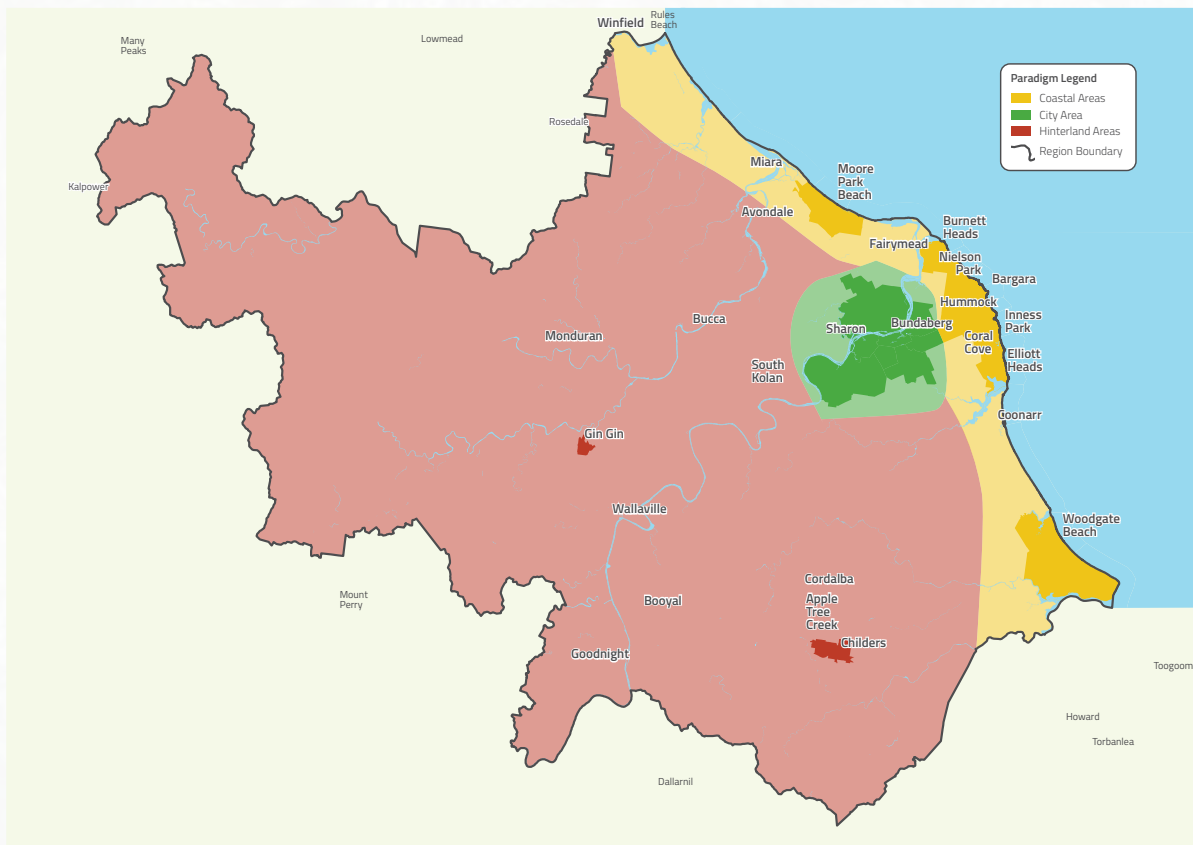 Winfield
Rules
Beach
Many
Peaks
Lowmead
Paradigm Legend
Coastal Areas
City Area
Hinterland Areas
Region Boundary
Rosedale
Miara
Moore
Park
Beach
Kalpower
Avondale
Burnett
Heads
Fairymead
Nielson
Park
Bargara
Hummock
Inness
Park
Bucca
Sharon
Bundaberg
Monduran
Coral
Cove
Elliott
Heads
South
Kolan
Coonarr
Gin Gin
Wallaville
Woodgate
Beach
Cordalba
Mount
Perry
Booyal
Apple
Tree
Creek
Childers
Goodnight
Toogoom
Howard
Torbanlea
Dallarnil